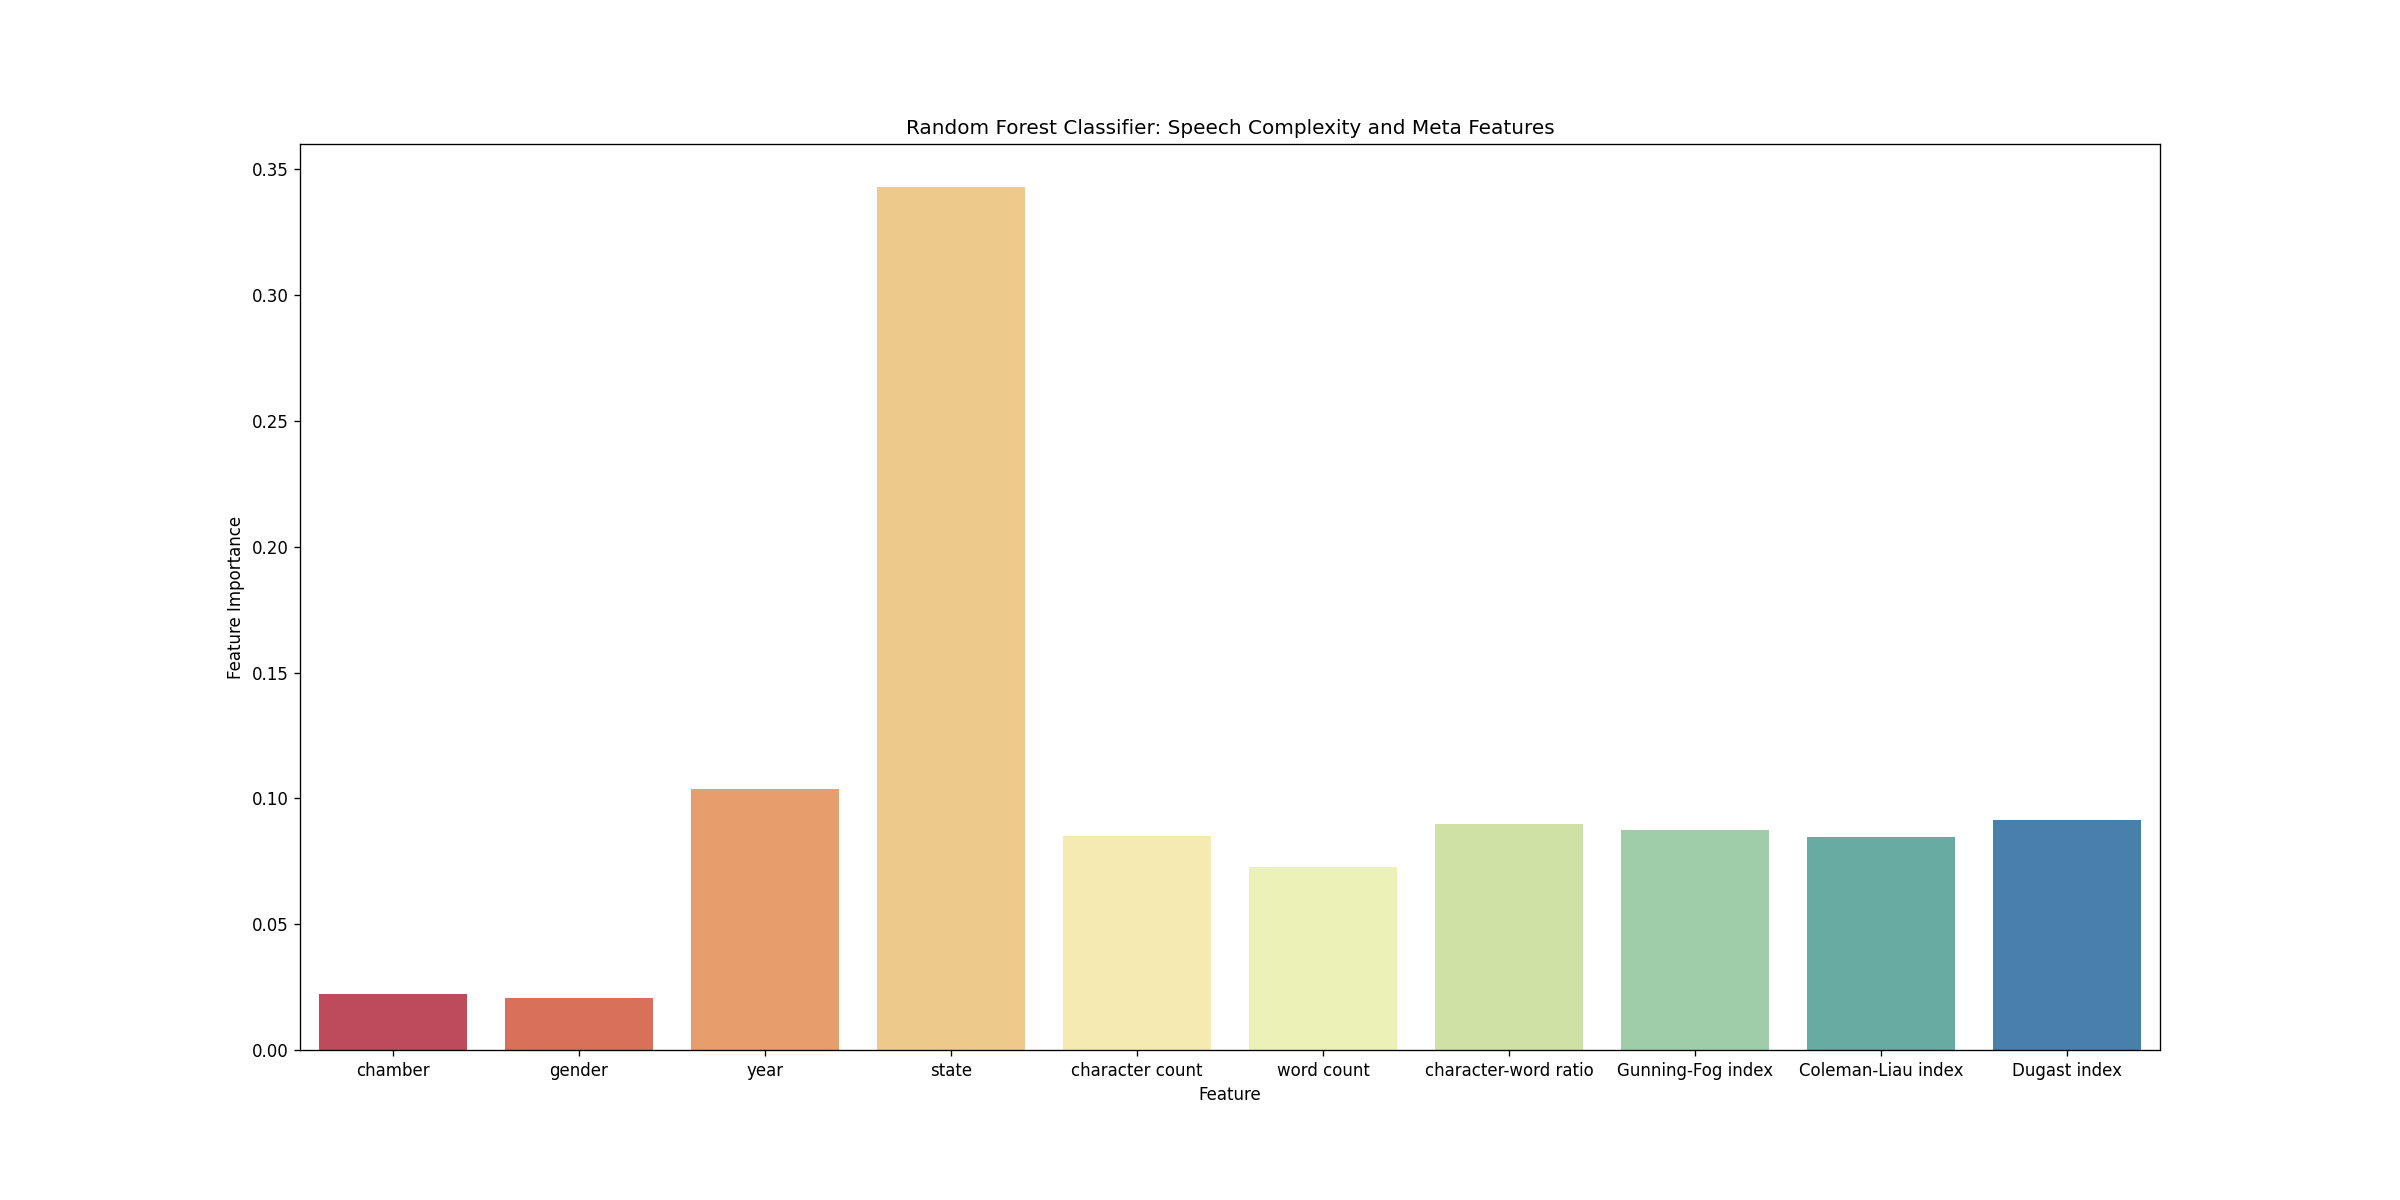 Random Forest Classifier: Speech Complexity and Meta Features
Feature Importance
0.35
0.30
0.25
0.20
0.15
0.10
0.05
0.00
chamber gender year state character count word count character-word ratio Gunning-Fog index Coleman-Liau index Dugast index
Feature